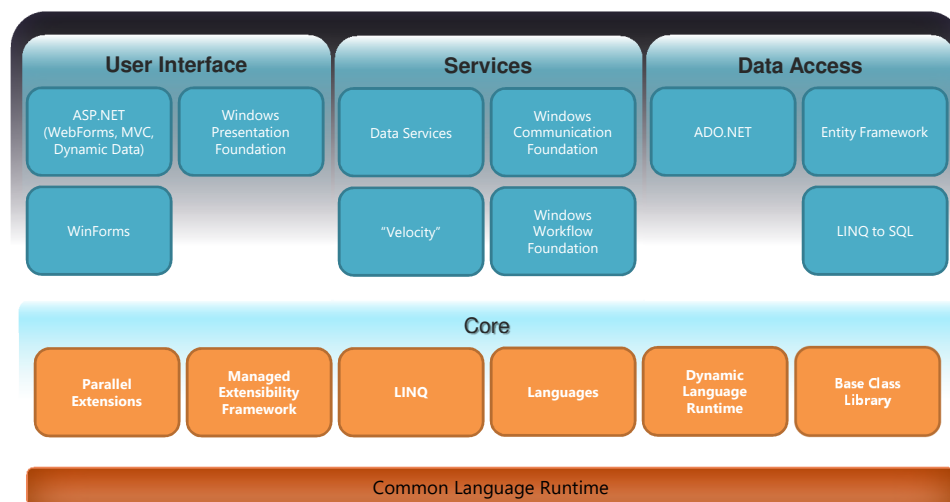 User Interface
Services
Data Access
ASP.NET
(WebForms, MVC,
Dynamic Data)
Windows
Presentation
Foundation
Data Services
Windows
Communication
Foundation
ADO.NET
Entity Framework
WinForms
“Velocity”
Windows
Workflow
Foundation
LINQ to SQL
Core
Parallel
Extensions
Managed
Extensibility
Framework
LINQ
Languages
Dynamic
Language
Runtime
Base Class
Library
Common Language Runtime